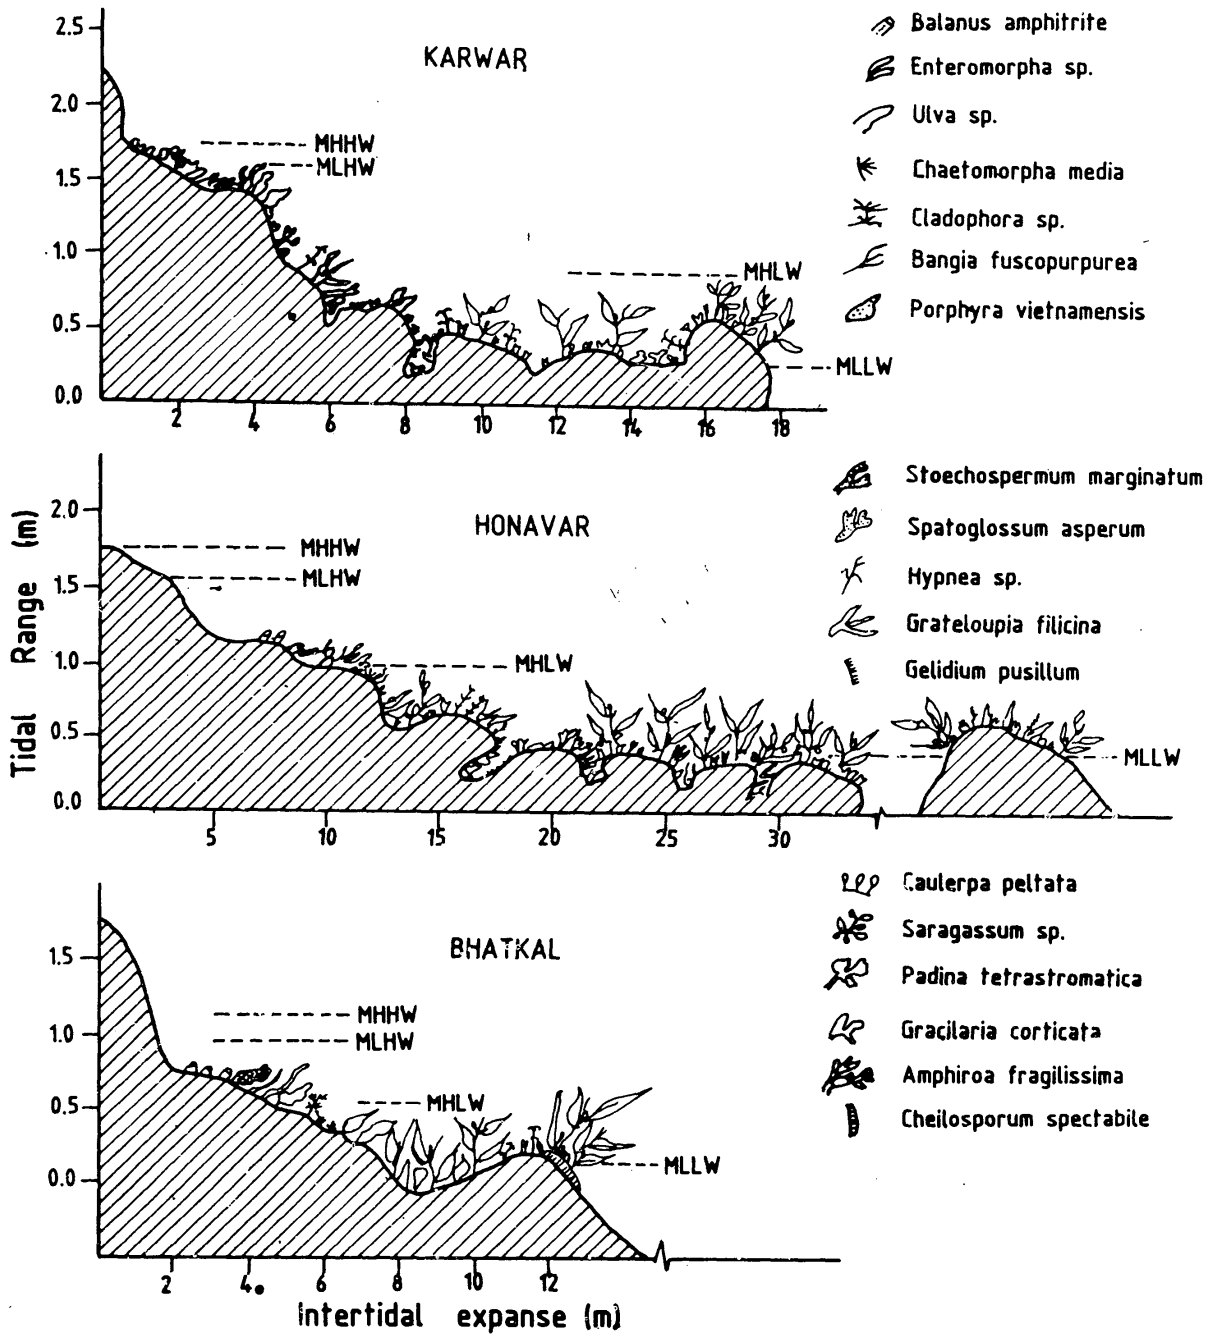 KARWAR
2.5
2.0
1.5
1.0
0.5
0.0
MHHW
MLHW
MHLW
MLLW
2 4 6 8 10 12 14 16 18
Balanus amphitrite
Enteromorpha sp.
Ulva sp.
Chaetomorpha media
Cladophora sp.
Bangia fuscopurpurea
Porphyra vietnamensis
Tidal Range (m)
HONAVAR
2.0
1.5
1.0
0.5
0.0
MHHW
MLHW
MHLW
MLLW
5 10 15 20 25 30
Stoechospermum marginatum
Spatoglossum asperum
Hypnea sp.
Grateloupia filicina
Gelidium pusillum
BHATKAL
1.5
1.0
0.5
0.0
MHHW
MLHW
MHLW
MLLW
2 4 6 8 10 12
Intertidal expanse (m)
Caulerpa peltata
Saragassum sp.
Padina tetrastromatica
Graçilaria corticata
Amphiroa fragilissima
Cheilosporum spectabile